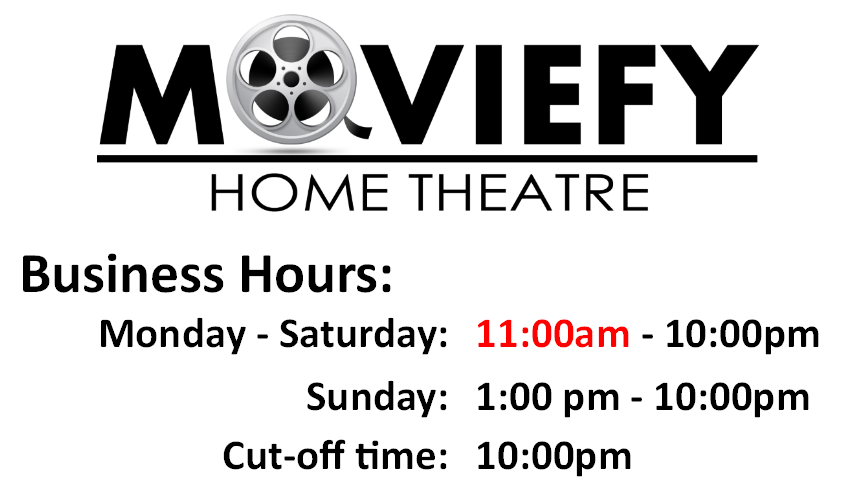 MOVIEFY
HOME THEATRE
Business Hours:
Monday - Saturday: 11:00am - 10:00pm
Sunday: 1:00 pm - 10:00pm
Cut-off time: 10:00pm